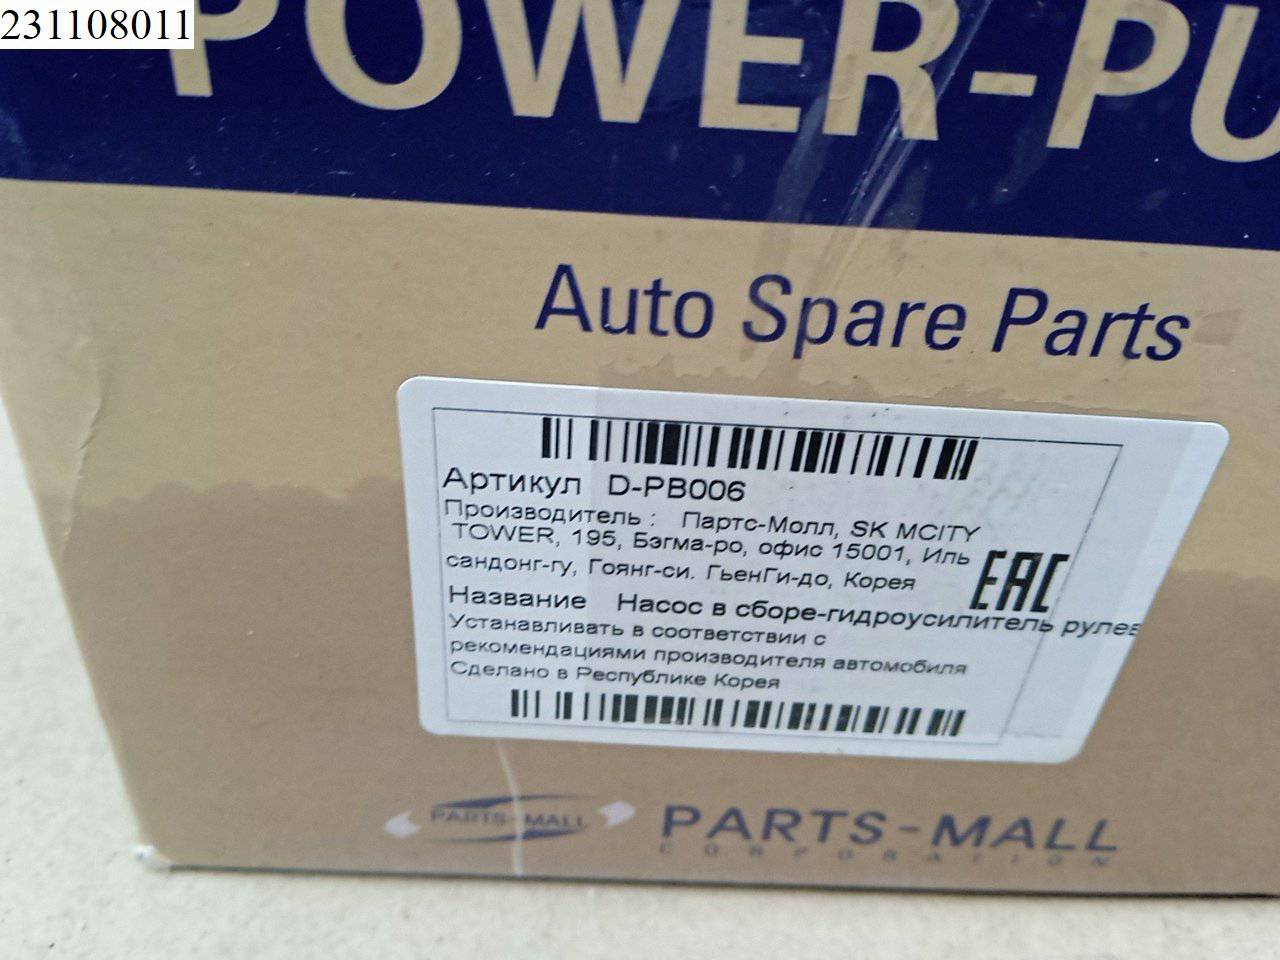 231108011
POWER-PU
Auto Spare Parts
Артикул D-PB006
Производитель : Партс-Молл, SK MCITY
TOWER, 195, Бэгма-ро, офис 15001, Иль
сандонг-гу, Гоянг-си. ГьенГи-до, Корея
EAC
Название Насос в сборе-гидроусилитель рулев
Устанавливать в соответствии с
рекомендациями производителя автомобиля
Сделано в Республике Корея
PARTS-MALL
PARTS-MALL
CORPORATION